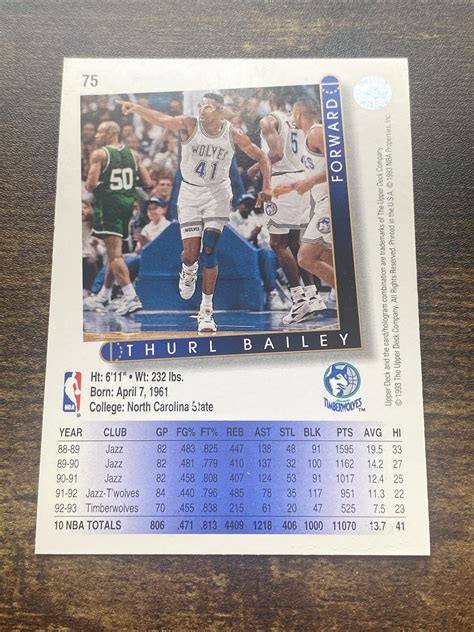 75
50
WOLVES
41
5
FORWARD
THURL BAILEY
Ht: 6'11" • Wt: 232 lbs.
Born: April 7, 1961
College: North Carolina State
NBA
TIMBERWOLVES™
YEAR CLUB GP FG% FT% REB AST STL BLK PTS AVG HI
88-89 Jazz 82 .483 .825 447 138 48 91 1595 19.5 33
89-90 Jazz 82 .481 .779 410 137 32 100 1162 14.2 27
90-91 Jazz 82 .458 .808 407 124 53 91 1017 12.4 25
91-92 Jazz-T'wolves 84 .440 .796 485 78 35 117 951 11.3 22
92-93 Timberwolves 70 .455 .838 215 61 20 47 525 7.5 23
10 NBA TOTALS 806 .471 .813 4409 1218 406 1000 11070 13.7 41
Upper Deck and the card/hologram combination are trademarks of The Upper Deck Company.
© 1993 The Upper Deck Company. All Rights Reserved. Printed in the U.S.A. © 1993 NBA Properties, Inc.